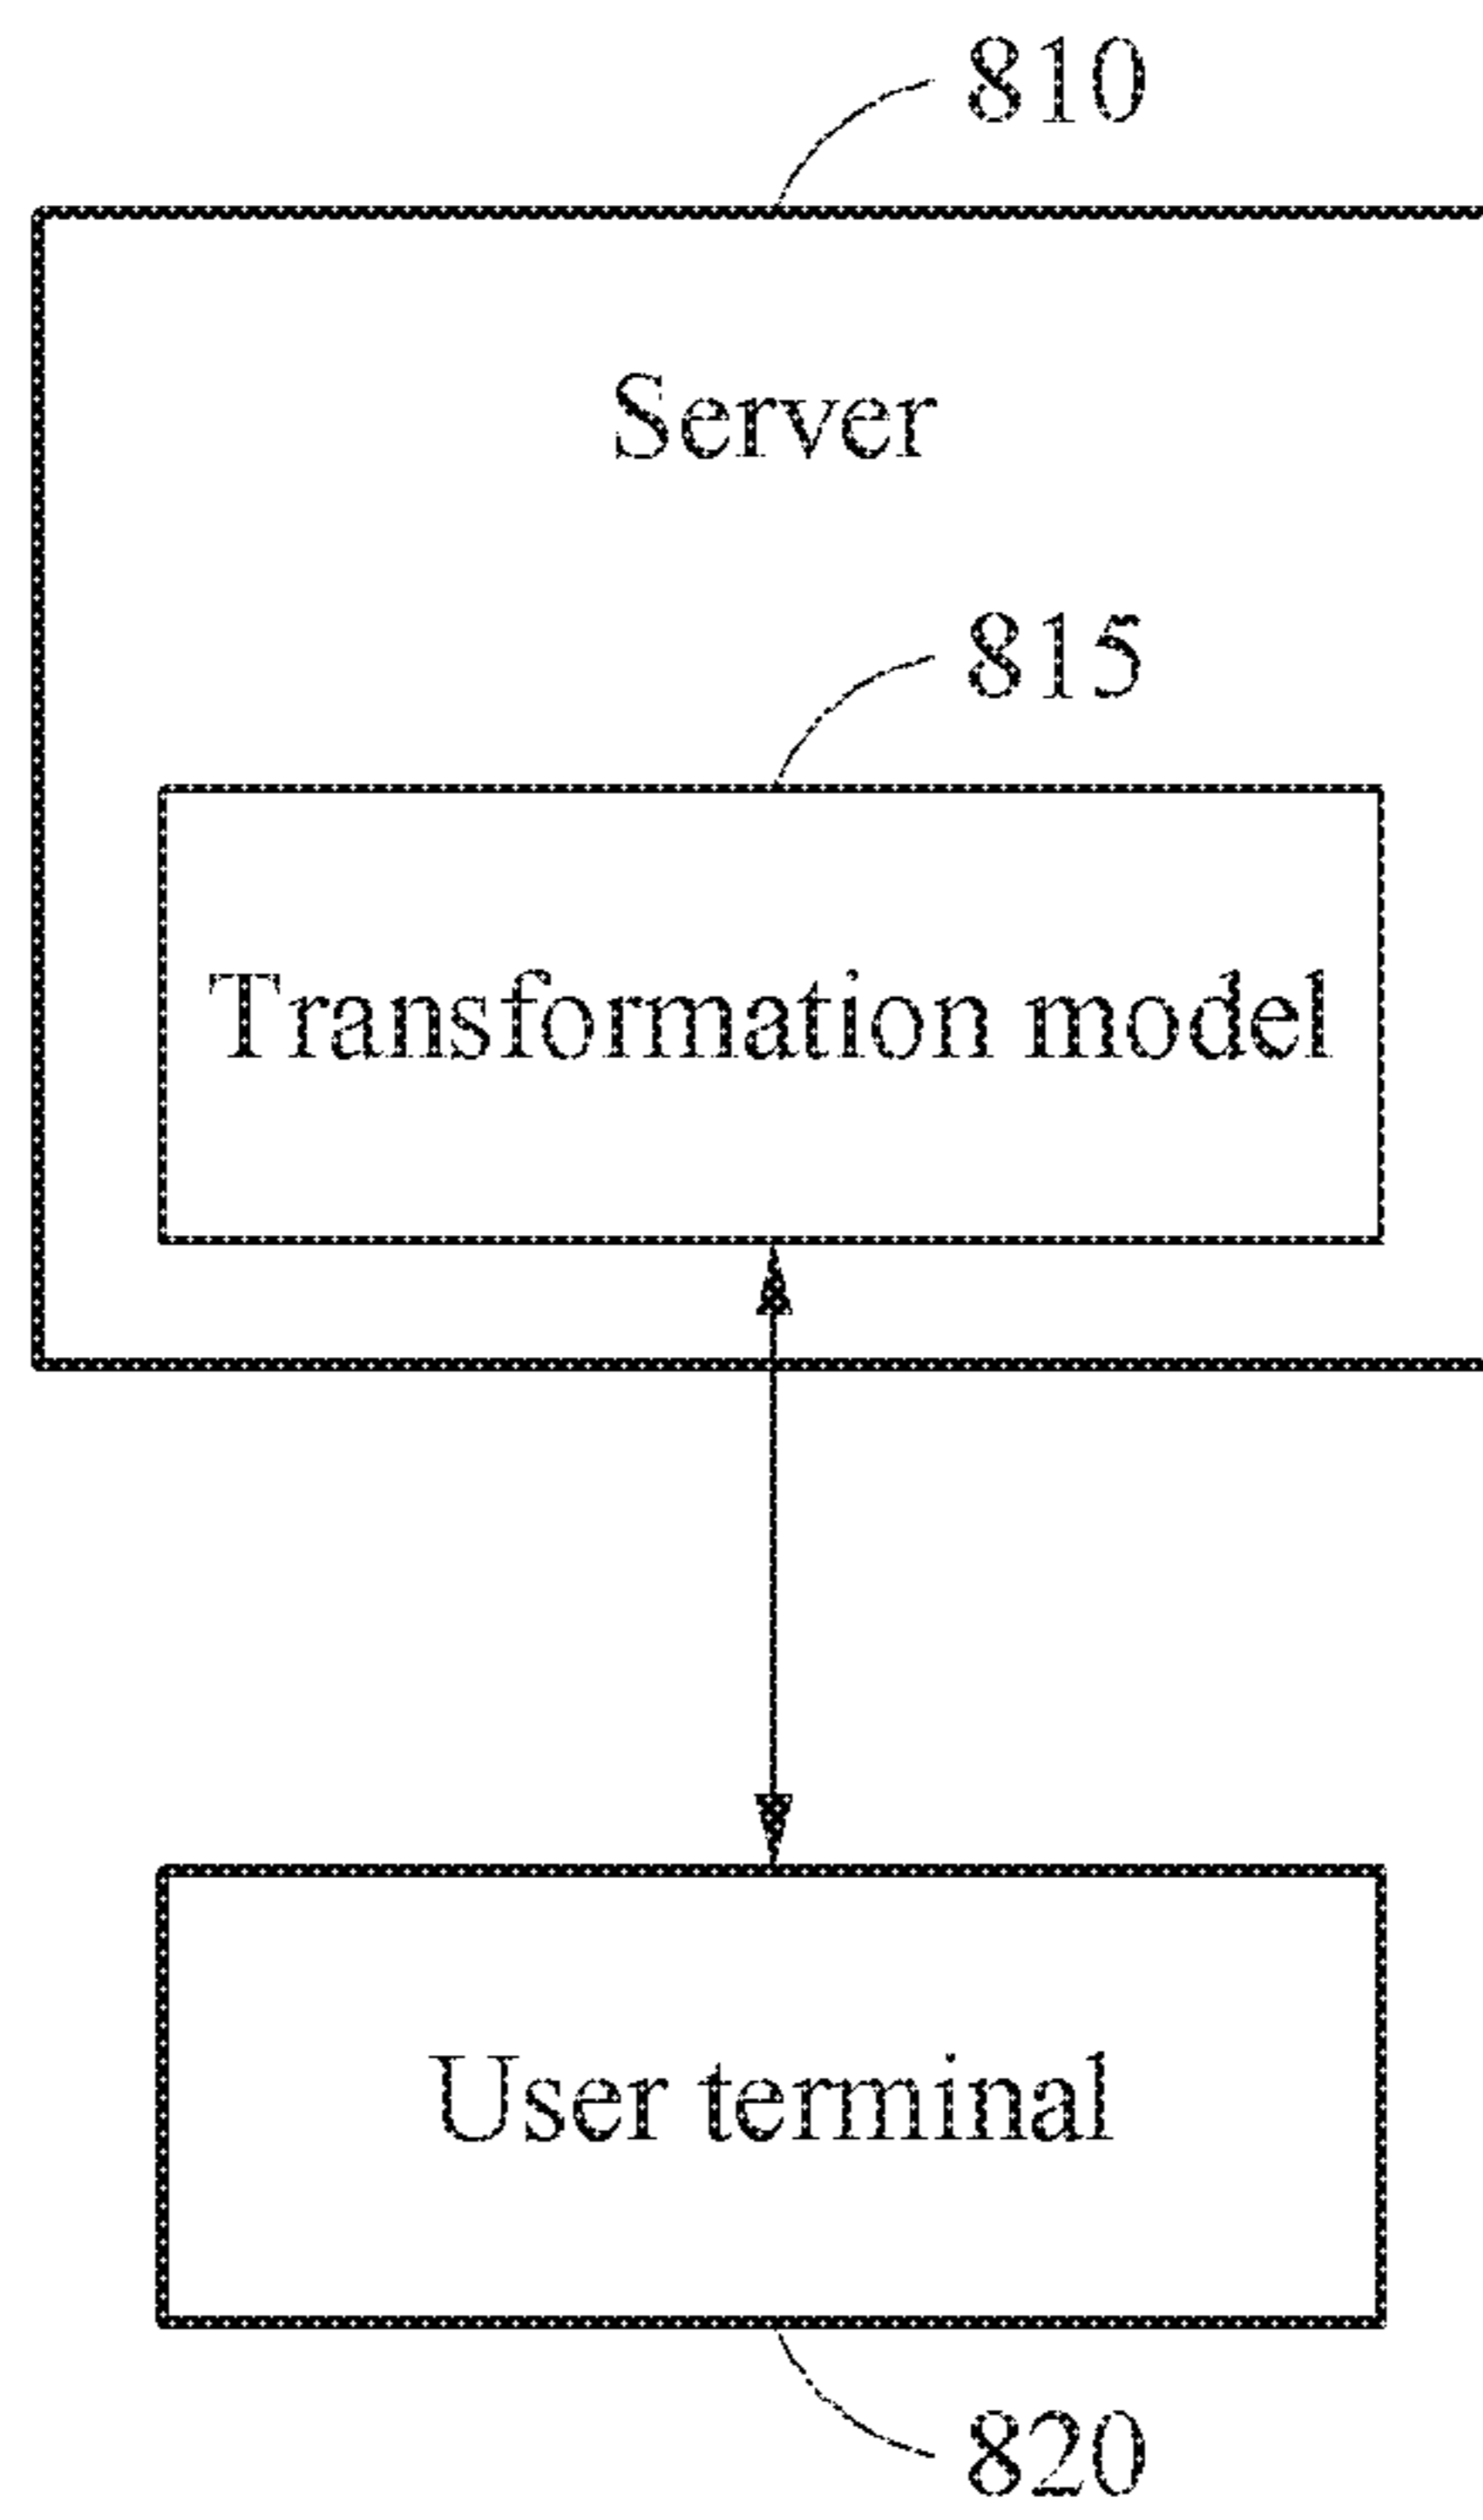 810
Server
815
Transformation model
User terminal
820